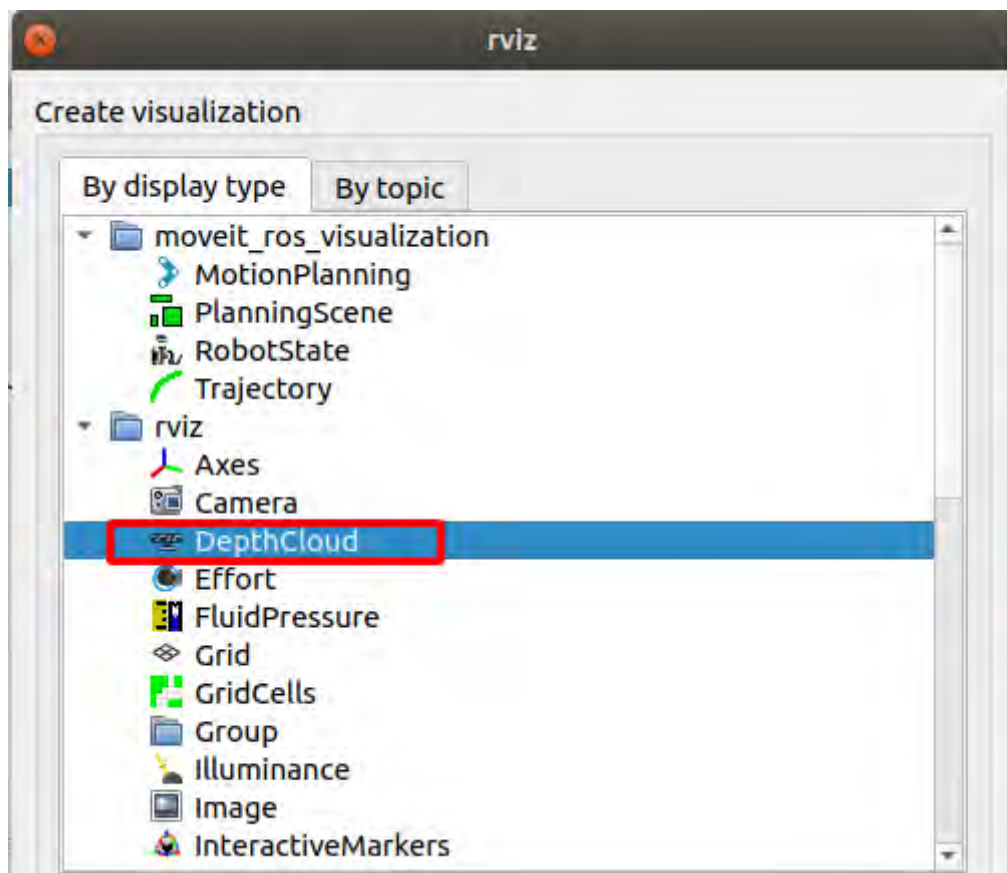 rviz
Create visualization
By display type By topic
moveit_ros_visualization
MotionPlanning
PlanningScene
RobotState
Trajectory
rviz
Axes
Camera
DepthCloud
Effort
FluidPressure
Grid
GridCells
Group
Illuminance
Image
InteractiveMarkers